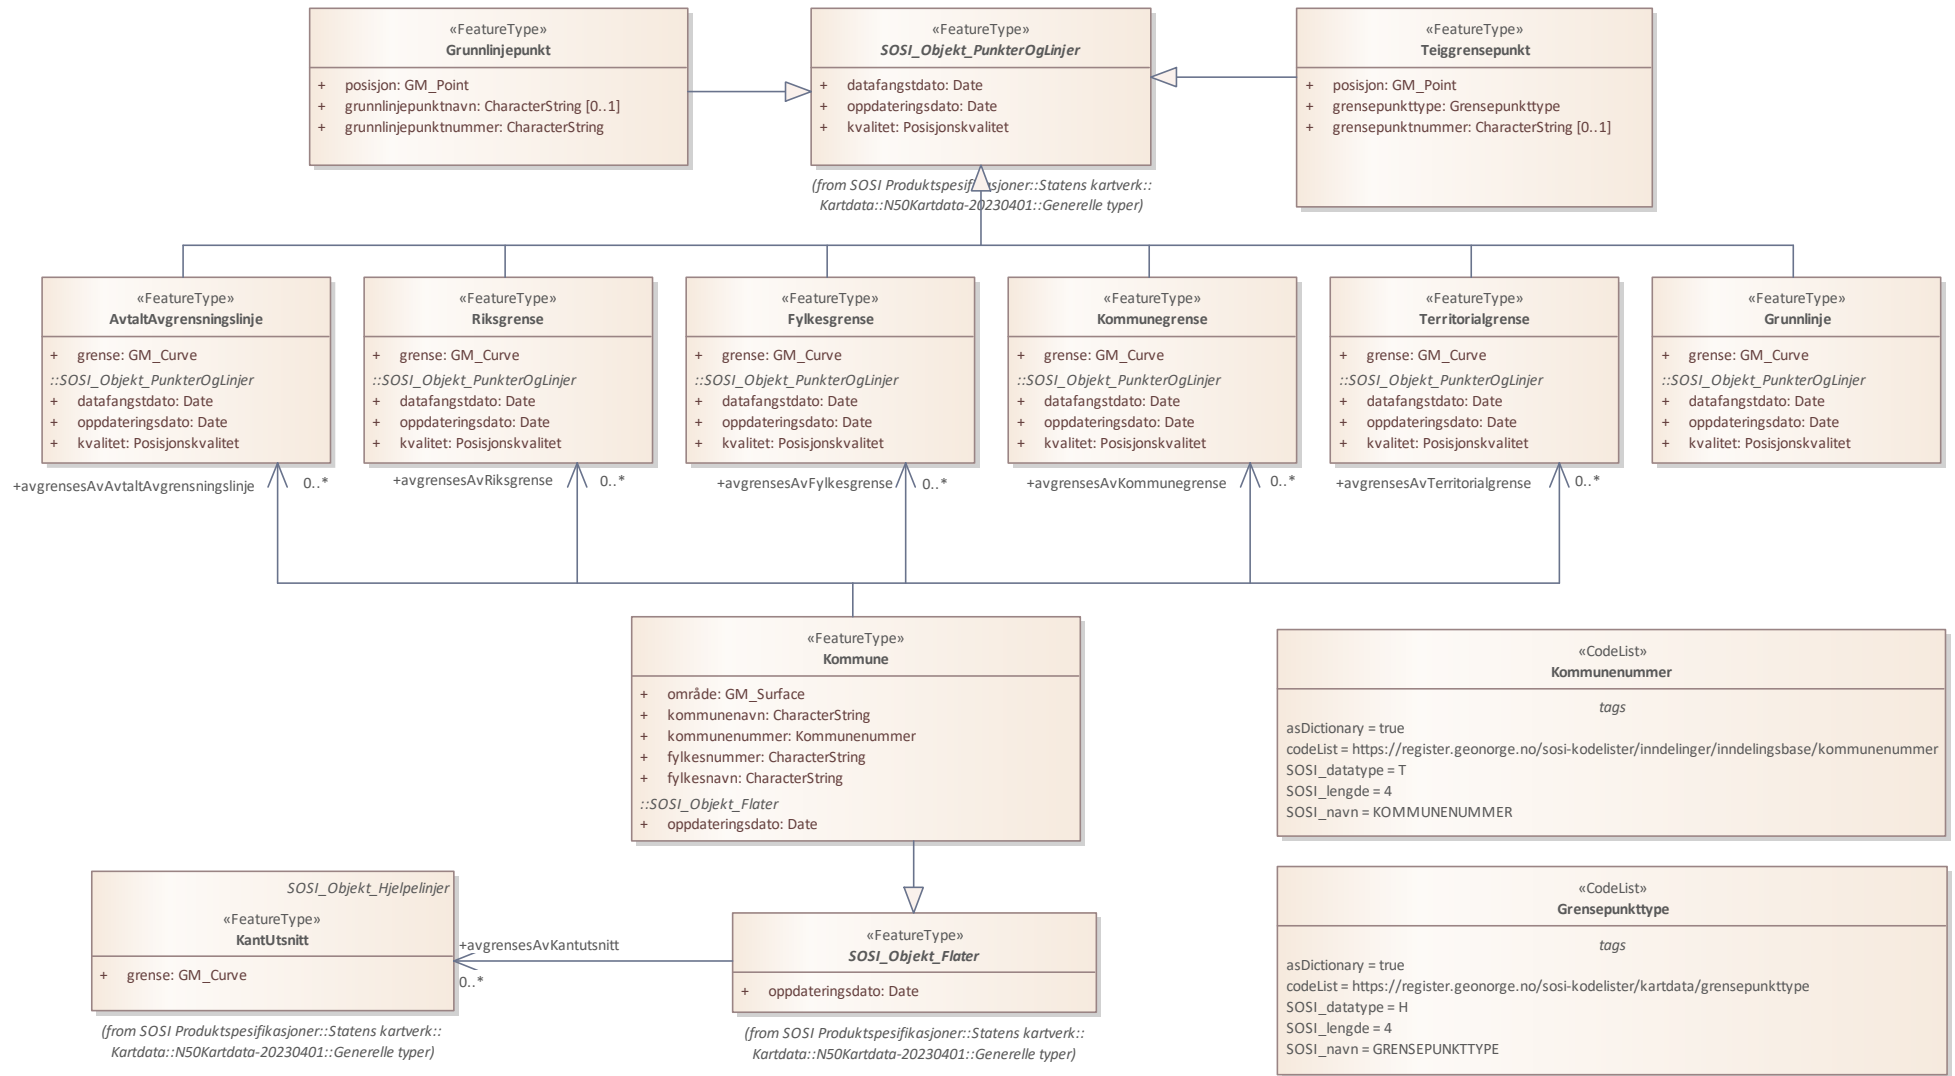 «FeatureType»
Grunnlinjepunkt
+ posisjon: GM_Point
+ grunnlinjepunktnavn: CharacterString [0..1]
+ grunnlinjepunktnummer: CharacterString
«FeatureType»
SOSI_Objekt_PunkterOgLinjer
+ datafangstdato: Date
+ oppdateringsdato: Date
+ kvalitet: Posisjonskvalitet
(from SOSI Produktspesifikasjoner::Statens kartverk::
Kartdata::N50Kartdata-20230401::Generelle typer)
«FeatureType»
Teiggrensepunkt
+ posisjon: GM_Point
+ grensepunkttype: Grensepunkttype
+ grensepunktnummer: CharacterString [0..1]
«FeatureType»
AvtaltAvgrensningslinje
+ grense: GM_Curve
::SOSI_Objekt_PunkterOgLinjer
+ datafangstdato: Date
+ oppdateringsdato: Date
+ kvalitet: Posisjonskvalitet
«FeatureType»
Riksgrense
+ grense: GM_Curve
::SOSI_Objekt_PunkterOgLinjer
+ datafangstdato: Date
+ oppdateringsdato: Date
+ kvalitet: Posisjonskvalitet
«FeatureType»
Fylkesgrense
+ grense: GM_Curve
::SOSI_Objekt_PunkterOgLinjer
+ datafangstdato: Date
+ oppdateringsdato: Date
+ kvalitet: Posisjonskvalitet
«FeatureType»
Kommunegrense
+ grense: GM_Curve
::SOSI_Objekt_PunkterOgLinjer
+ datafangstdato: Date
+ oppdateringsdato: Date
+ kvalitet: Posisjonskvalitet
«FeatureType»
Territorialgrense
+ grense: GM_Curve
::SOSI_Objekt_PunkterOgLinjer
+ datafangstdato: Date
+ oppdateringsdato: Date
+ kvalitet: Posisjonskvalitet
«FeatureType»
Grunnlinje
+ grense: GM_Curve
::SOSI_Objekt_PunkterOgLinjer
+ datafangstdato: Date
+ oppdateringsdato: Date
+ kvalitet: Posisjonskvalitet
+avgrensesAvAvtaltAvgrensningslinje 0..*
+avgrensesAvRiksgrense 0..*
+avgrensesAvFylkesgrense 0..*
+avgrensesAvKommunegrense 0..*
+avgrensesAvTerritorialgrense 0..*
«FeatureType»
Kommune
+ område: GM_Surface
+ kommunenavn: CharacterString
+ kommunenummer: Kommunenummer
+ fylkesnummer: CharacterString
+ fylkesnavn: CharacterString
::SOSI_Objekt_Flater
+ oppdateringsdato: Date
«CodeList»
Kommunenummer
tags
asDictionary = true
codeList = https://register.geonorge.no/sosi-kodelister/inndelinger/inndelingsbase/kommunenummer
SOSI_datatype = T
SOSI_lengde = 4
SOSI_navn = KOMMUNENUMMER
SOSI_Objekt_Hjelpelinjer
«FeatureType»
KantUtsnitt
+ grense: GM_Curve
(from SOSI Produktspesifikasjoner::Statens kartverk::
Kartdata::N50Kartdata-20230401::Generelle typer)
+avgrensesAvKantutsnitt
0..*
«FeatureType»
SOSI_Objekt_Flater
+ oppdateringsdato: Date
(from SOSI Produktspesifikasjoner::Statens kartverk::
Kartdata::N50Kartdata-20230401::Generelle typer)
«CodeList»
Grensepunkttype
tags
asDictionary = true
codeList = https://register.geonorge.no/sosi-kodelister/kartdata/grensepunkttype
SOSI_datatype = H
SOSI_lengde = 4
SOSI_navn = GRENSEPUNKTTYPE